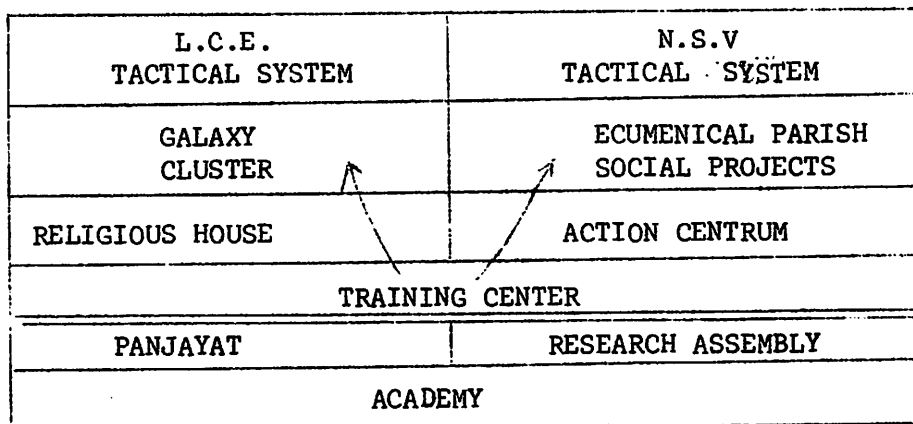 L.C.E.
TACTICAL SYSTEM
N.S.V
TACTICAL SYSTEM
GALAXY
CLUSTER
ECUMENICAL PARISH
SOCIAL PROJECTS
RELIGIOUS HOUSE
ACTION CENTRUM
TRAINING CENTER
PANJAYAT
RESEARCH ASSEMBLY
ACADEMY